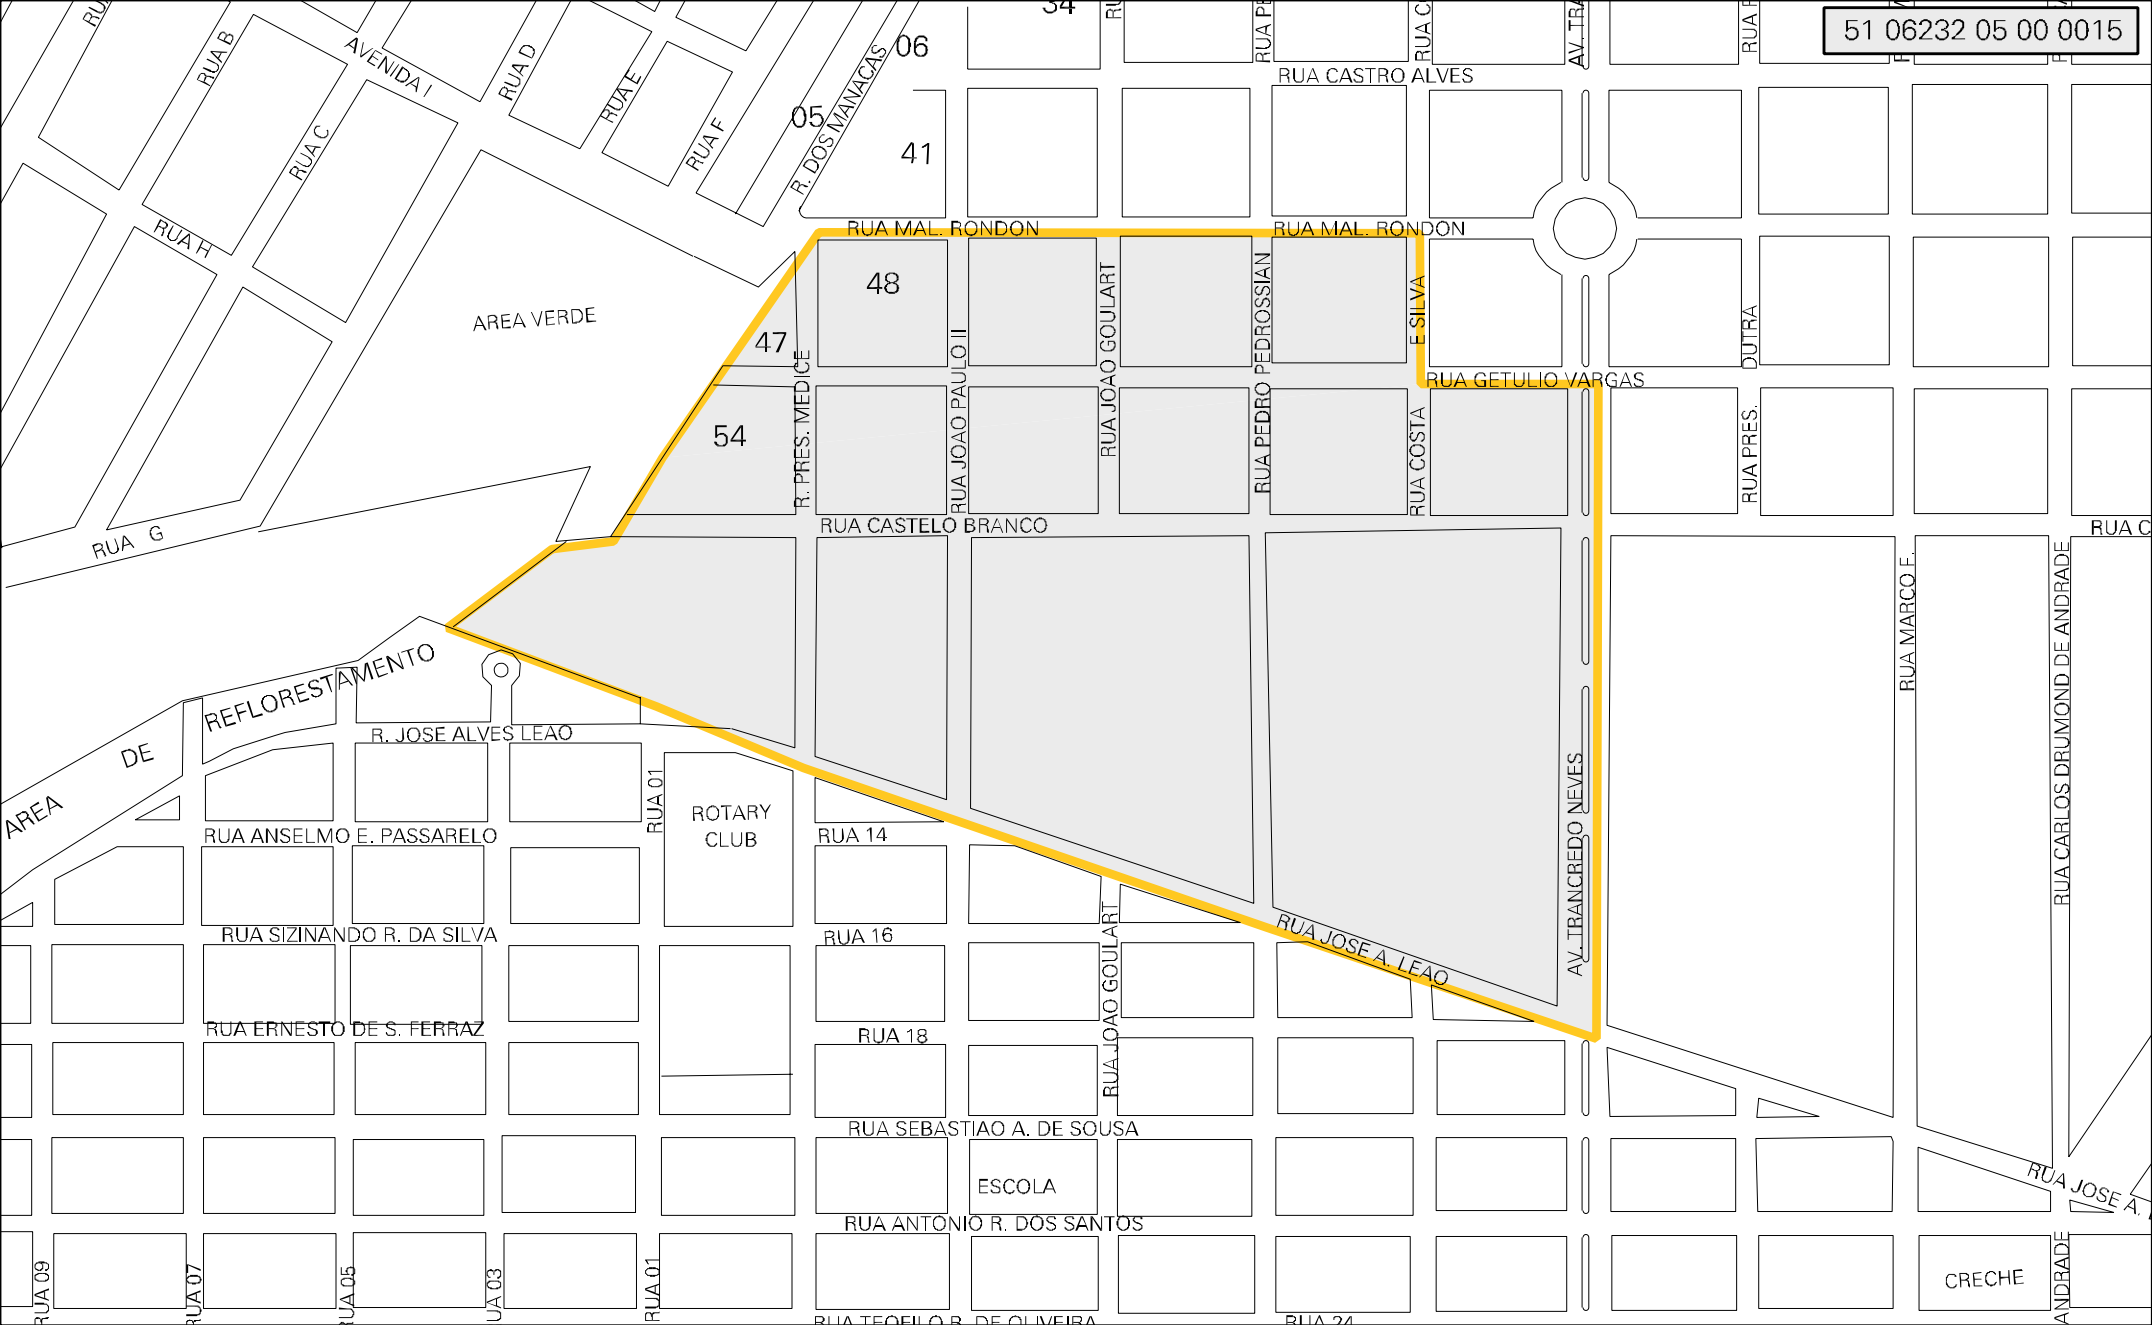 51 06232 05 00 0015
34
06
RUA B
AVENIDA I
RUA D
RUA CASTRO ALVES
RUA E
05
R. DOS MANACAS
RUA F
RUA C
41
RUA H
RUA MAL. RONDON
RUA MAL. RONDON
48
AREA VERDE
47
E SILVA
DUTRA
RUA GETULIO VARGAS
R. PRES. MEDICE
RUA JOAO PAULO II
RUA JOAO GOULART
RUA PEDRO PEDROSSIAN
RUA COSTA
RUA PRES.
54
RUA CASTELO BRANCO
RUA C
RUA G
RUA MARCO F.
RUA CARLOS DRUMOND DE ANDRADE
AREA DE REFLORESTAMENTO
R. JOSE ALVES LEAO
RUA 01
ROTARY
CLUB
RUA 14
RUA ANSELMO E. PASSARELO
AV. TRANCREDO NEVES
RUA SIZINANDO R. DA SILVA
RUA 16
RUA JOSE A. LEAO
RUA JOAO GOULART
RUA ERNESTO DE S. FERRAZ
RUA 18
RUA SEBASTIAO A. DE SOUSA
ESCOLA
RUA JOSE A.
RUA ANTONIO R. DOS SANTOS
RUA 09
RUA 07
RUA 05
UA 03
RUA 01
CRECHE
ANDRADE
RUA TEOFILO R. DE OLIVEIRA
RUA 24